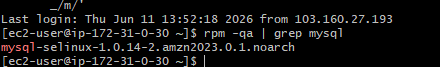 _/m/'
Last login: Thu Jun 11 13:52:18 2026 from 103.160.27.193
[ec2-user@ip-172-31-0-30 ~]$ rpm -qa | grep mysql
mysql-selinux-1.0.14-2.amzn2023.0.1.noarch
[ec2-user@ip-172-31-0-30 ~]$